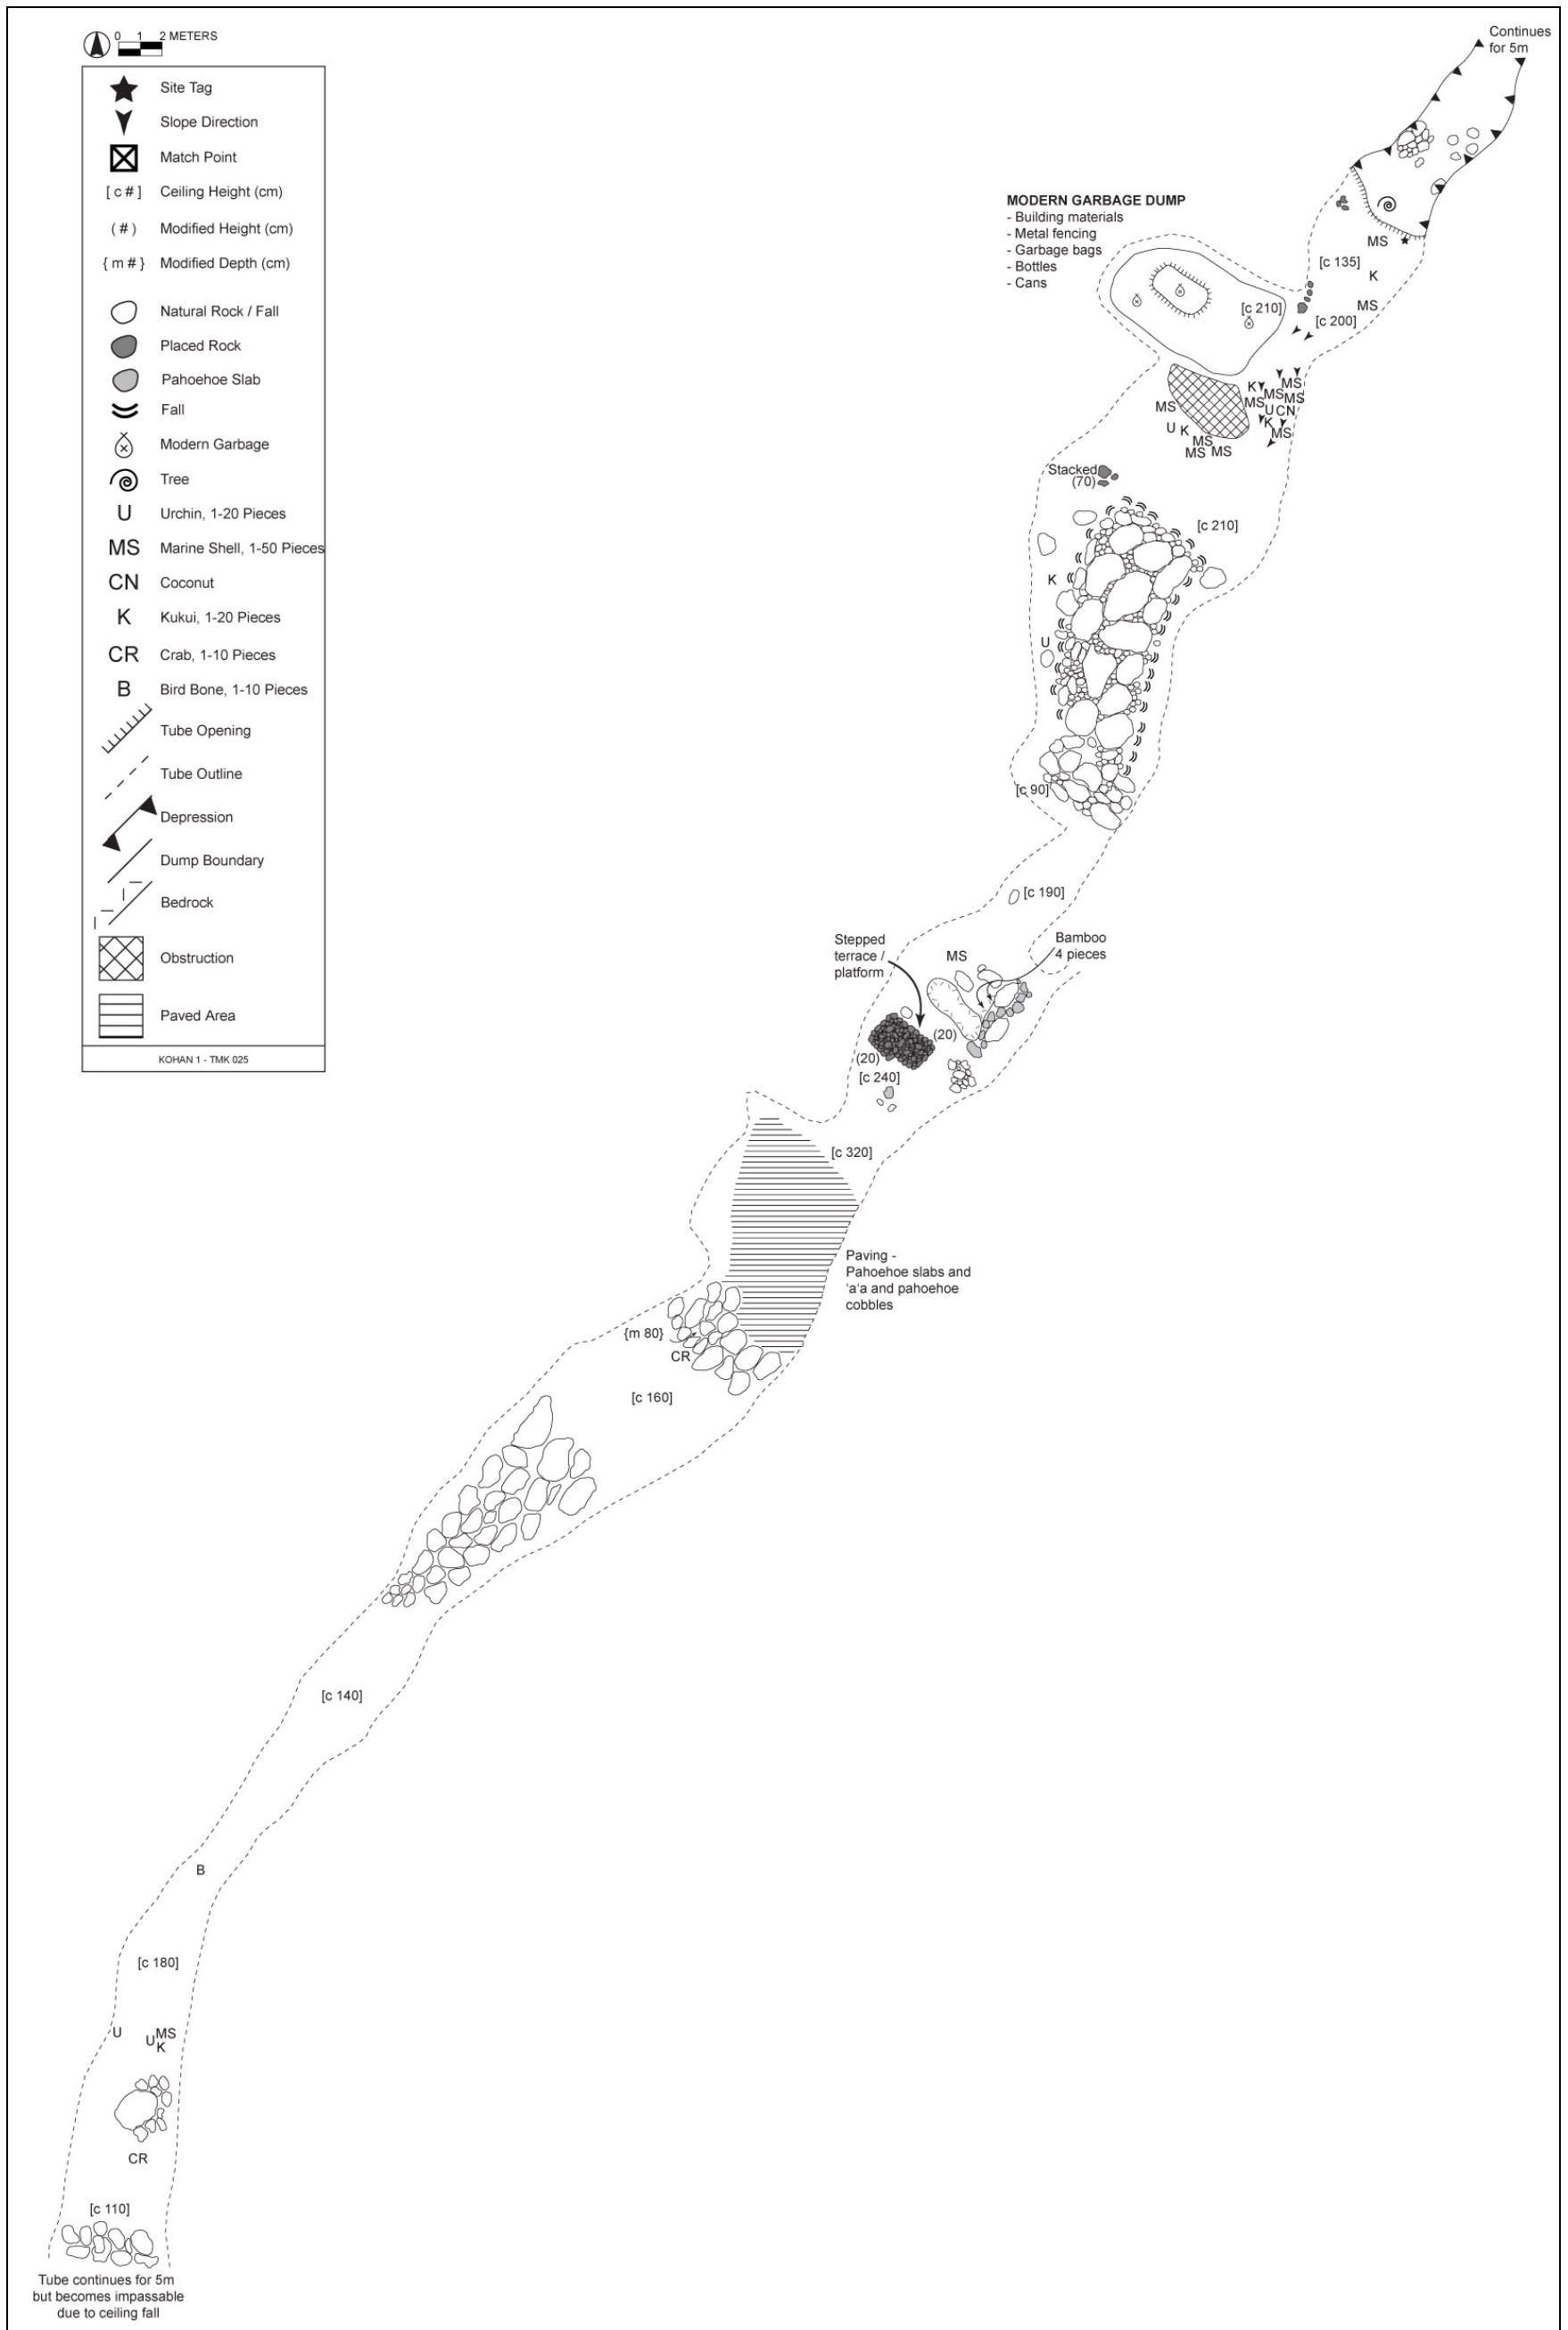 0 1 2 METERS
Site Tag
Slope Direction
Match Point
[ c # ] Ceiling Height (cm)
( # ) Modified Height (cm)
{ m # } Modified Depth (cm)
Natural Rock / Fall
Placed Rock
Pahoehoe Slab
Fall
Modern Garbage
Tree
U Urchin, 1-20 Pieces
MS Marine Shell, 1-50 Pieces
CN Coconut
K Kukui, 1-20 Pieces
CR Crab, 1-10 Pieces
B Bird Bone, 1-10 Pieces
Tube Opening
Tube Outline
Depression
Dump Boundary
Bedrock
Obstruction
Paved Area
KOHAN 1 - TMK 025
Continues
for 5m
MODERN GARBAGE DUMP
- Building materials
- Metal fencing
- Garbage bags
- Bottles
- Cans
MS
[c 135]
K
MS
[c 210]
[c 200]
MS
K
MS
MS
MS
U CN
K
MS
MS
U K
MS
MS MS
Stacked
(70)
[c 210]
K
U
[c 90]
[c 190]
Stepped
terrace /
platform
MS
Bamboo
4 pieces
(20)
(20)
[c 240]
[c 320]
Paving -
Pahoehoe slabs and
‘a‘a and pahoehoe
cobbles
{m 80}
CR
[c 160]
[c 140]
B
[c 180]
U
MS
U
K
CR
[c 110]
Tube continues for 5m
but becomes impassable
due to ceiling fall